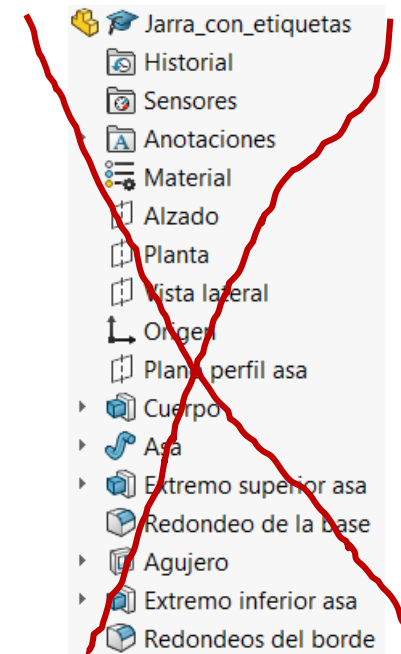 Jarra_con_etiquetas
Historial
Sensores
Anotaciones
Material
Alzado
Planta
Vista lateral
Origen
Plano perfil asa
Cuerpo
Asa
Extremo superior asa
Redondeo de la base
Agujero
Extremo inferior asa
Redondeos del borde